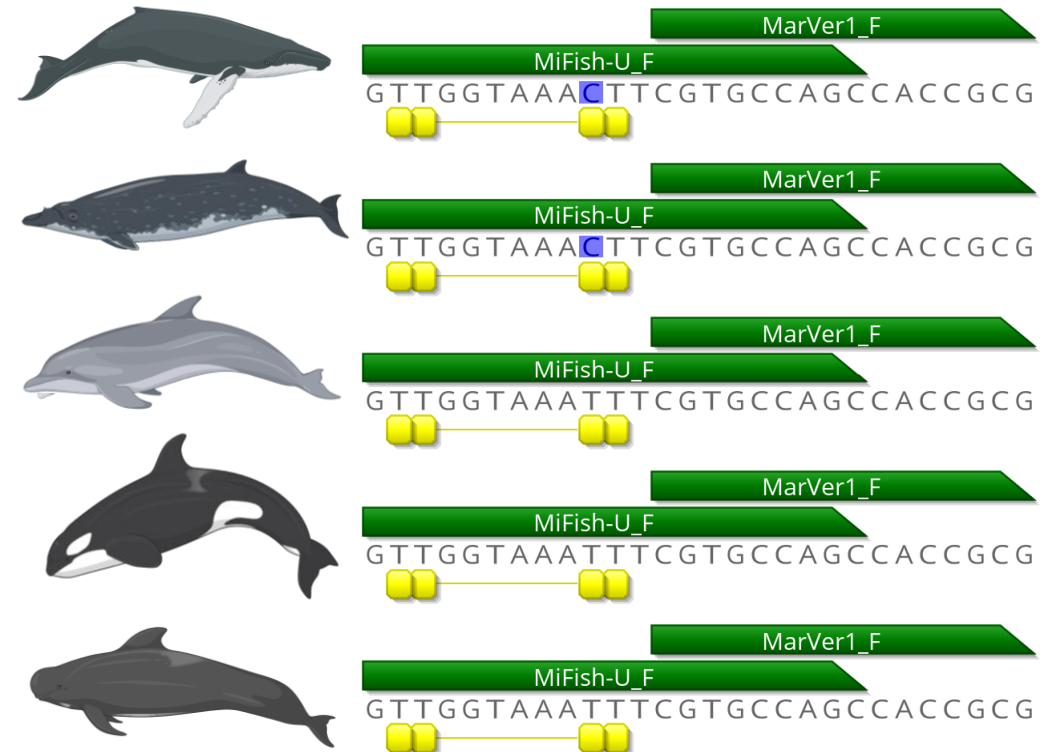 MarVer1_F
MiFish-U_F
GTTGGTAAACTTCGTGCCAGCCACCGCG
MarVer1_F
MiFish-U_F
GTTGGTAAACTTCGTGCCAGCCACCGCG
MarVer1_F
MiFish-U_F
GTTGGTAAATTTCGTGCCAGCCACCGCG
MarVer1_F
MiFish-U_F
GTTGGTAAATTTCGTGCCAGCCACCGCG
MarVer1_F
MiFish-U_F
GTTGGTAAATTTCGTGCCAGCCACCGCG